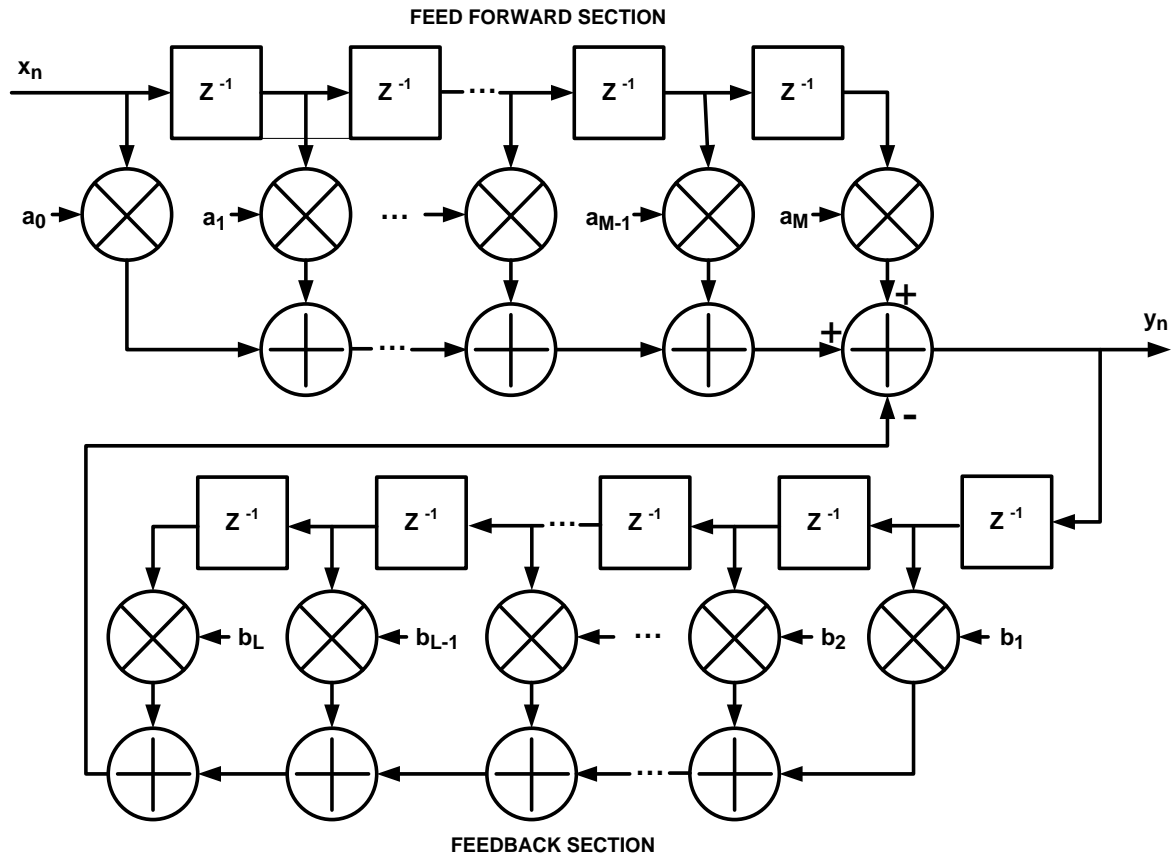 FEED FORWARD SECTION
xn
Z -1
Z -1
...
Z -1
Z -1
a0
a1
...
aM-1
aM
+
...
+
yn
-
Z -1
Z -1
...
Z -1
Z -1
Z -1
bL
bL-1
...
b2
b1
...
FEEDBACK SECTION